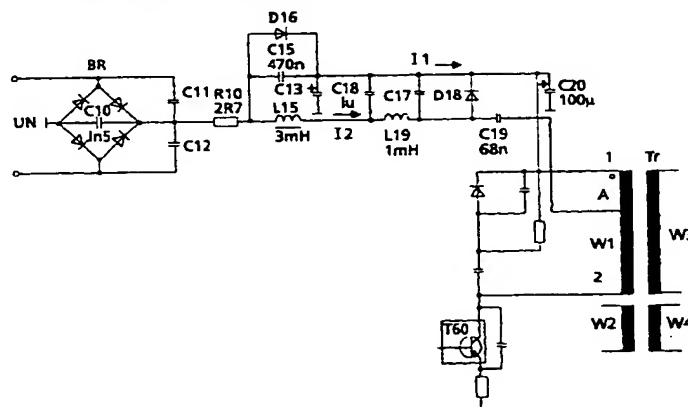 D16
C15
470n
I1
BR
C11
R10
2R7
C13
C18
1u
C17
D18
C20
100µ
UN
C10
1n5
C12
L15
3mH
I2
L19
1mH
C19
68n
1
Tr
A
W1
W3
2
T60
W2
W4